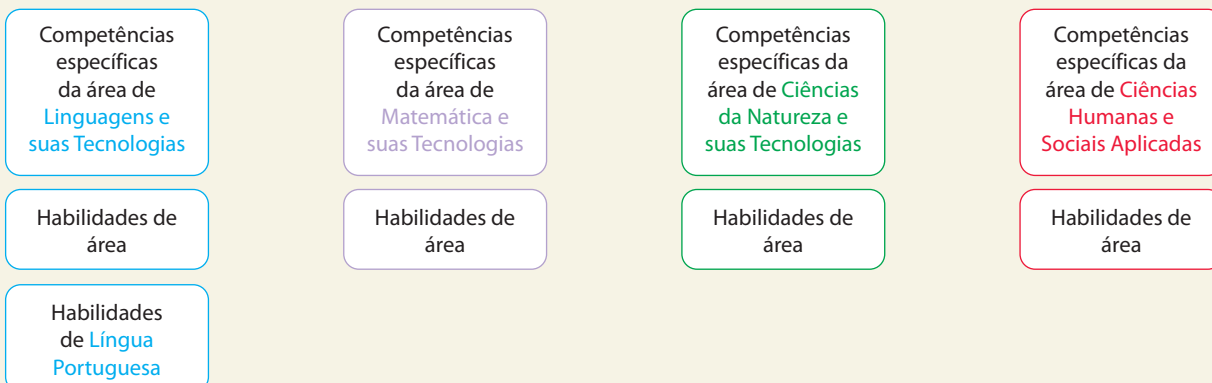 Competências
específicas
da área de
Linguagens e
suas Tecnologias
Competências
específicas
da área de
Matemática e
suas Tecnologias
Competências
específicas da
área de Ciências
da Natureza e
suas Tecnologias
Competências
específicas da
área de Ciências
Humanas e
Sociais Aplicadas
Habilidades de
área
Habilidades de
área
Habilidades de
área
Habilidades de
área
Habilidades
de Língua
Portuguesa